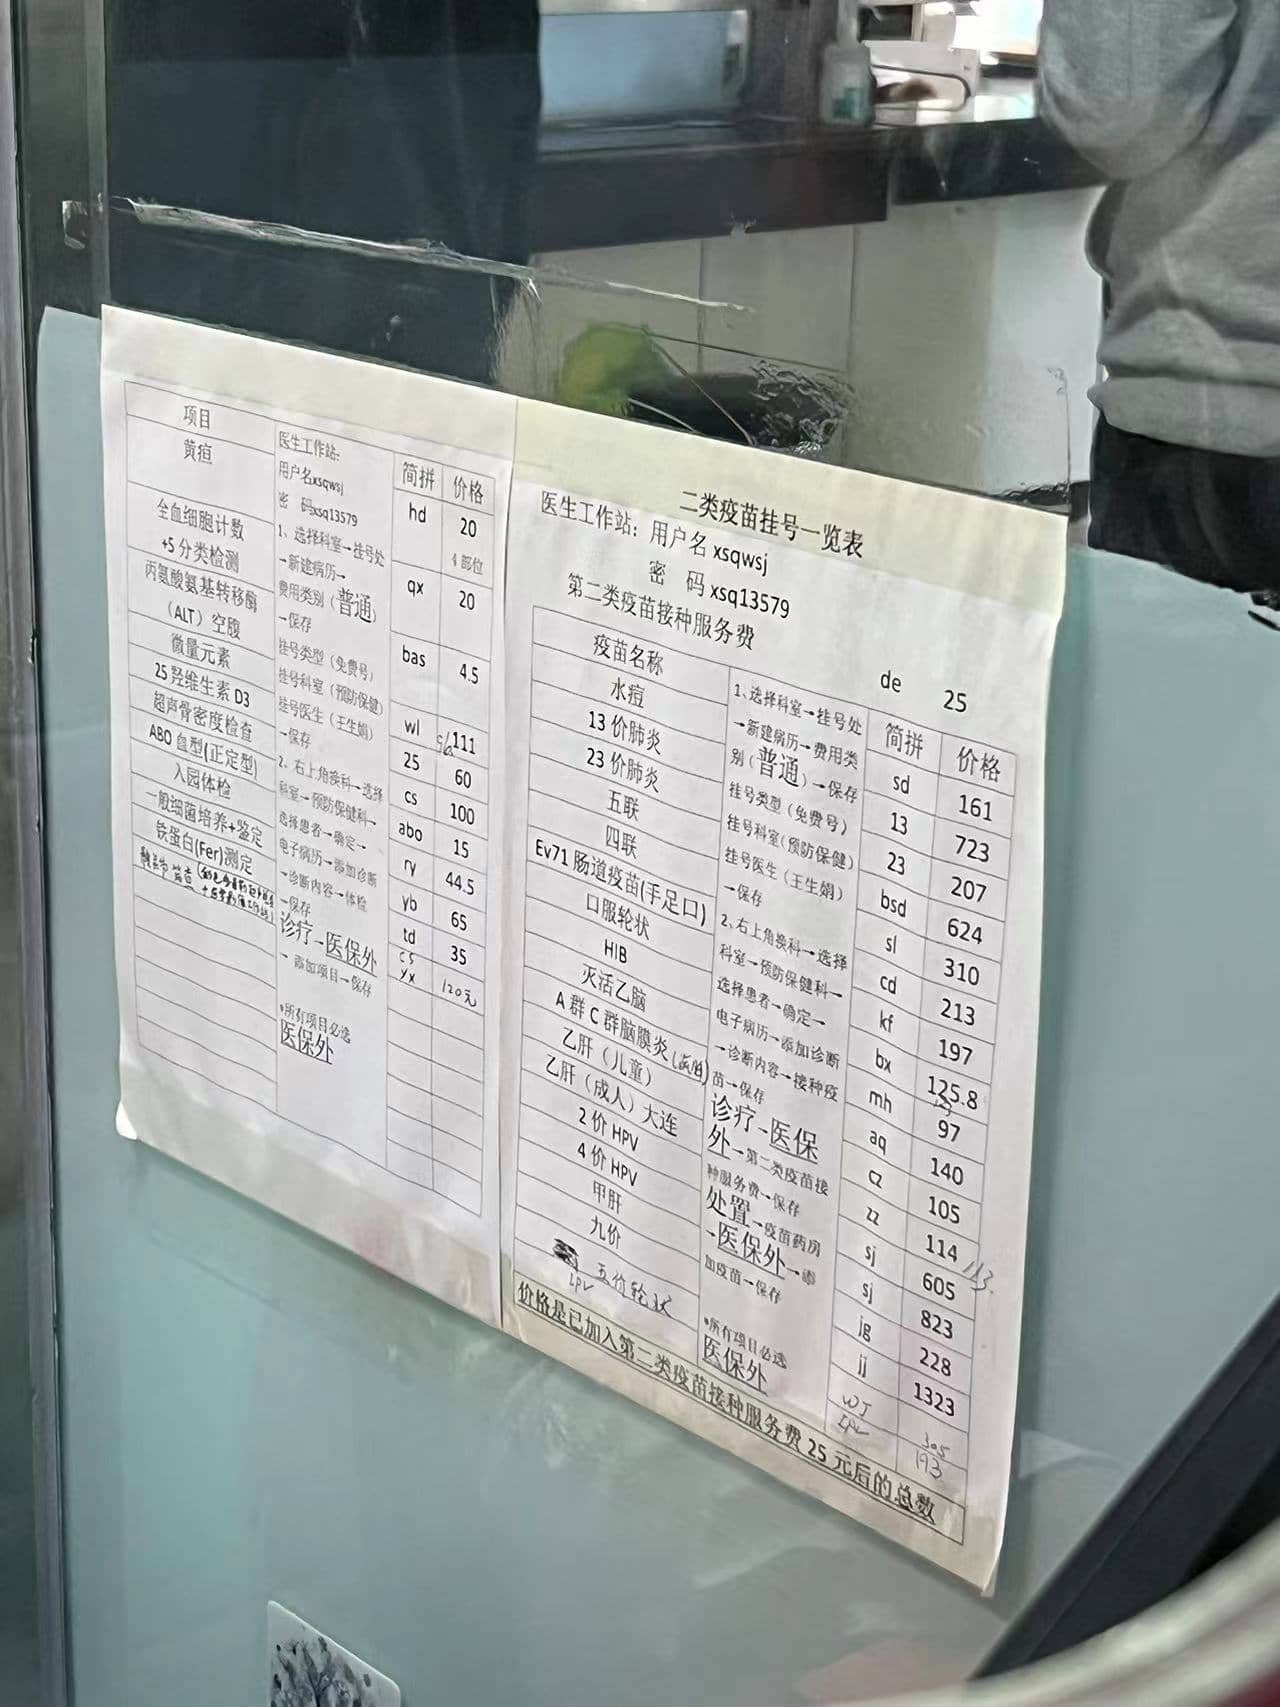 项目
黄疸
全血细胞计数
+5分类检测
丙氨酸氨基转移酶
（ALT）空腹
微量元素
25羟维生素D3
超声骨密度检查
ABO血型(正定型)
入园体检
一般细菌培养+鉴定
铁蛋白(Fer)测定
医生工作站：
用户名xsqwsj
密 码xsq13579
1、选择科室→挂号处
→新建病历→
费用类别（普通）
→保存
挂号类型（免费号）
挂号科室（预防保健）
挂号医生（王生娟）
→保存
2、右上角换科→选择
科室→预防保健科→
选择患者→确定→
电子病历→添加诊断
→诊断内容→体检
→保存
诊疗→医保外
→添加项目→保存
*所有项目必选
医保外
简拼 价格
hd 20
4部位
qx 20
bas 4.5
wl 111
25 60
cs 100
abo 15
ry 44.5
yb 65
td 35
cs
yx 120元
二类疫苗挂号一览表
医生工作站：用户名 xsqwsj
密 码 xsq13579
第二类疫苗接种服务费 de 25
疫苗名称
水痘
13价肺炎
23价肺炎
五联
四联
Ev71肠道疫苗(手足口)
口服轮状
HIB
灭活乙脑
A群C群脑膜炎
乙肝（儿童）
乙肝（成人）大连
2价HPV
4价HPV
甲肝
九价
五价轮状
IPV
1、选择科室→挂号处
→新建病历→费用类
别（普通）→保存
挂号类型（免费号）
挂号科室（预防保健）
挂号医生（王生娟）
→保存
2、右上角换科→选择
科室→预防保健科→
选择患者→确定→
电子病历→添加诊断
→诊断内容→接种疫
苗→保存
诊疗→医保
外→第二类疫苗接
种服务费→保存
处置→疫苗药房
→医保外→添
加疫苗→保存
*所有项目必选
医保外
简拼 价格
sd 161
13 723
23 207
bsd 624
sl 310
cd 213
kf 197
bx 125.8
mh 97
aq 140
cz 105
zz 114 113
sj 605
sj 823
jg 228
jj 1323
WJ 305
IPV 193
价格是已加入第二类疫苗接种服务费25元后的总数